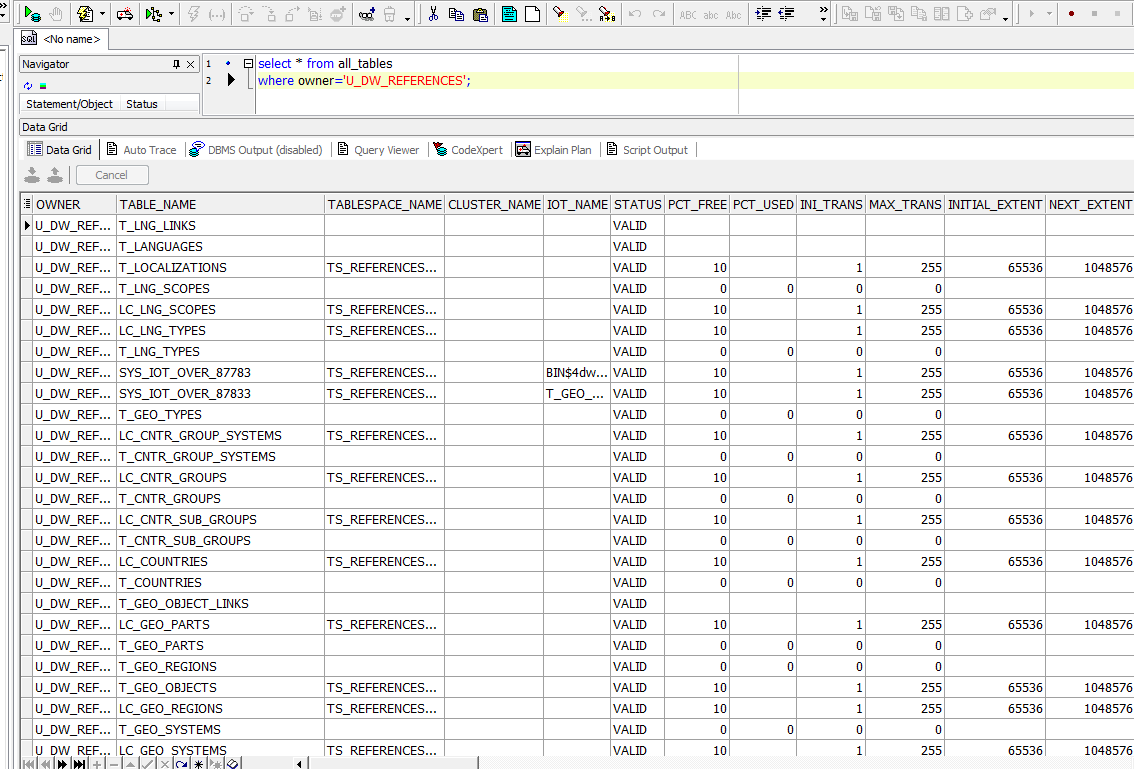 SQL <No name>
Navigator
1 select * from all_tables
2 where owner='U_DW_REFERENCES';
Statement/Object Status
Data Grid
Data Grid Auto Trace DBMS Output (disabled) Query Viewer CodeXpert Explain Plan Script Output
Cancel
OWNER TABLE_NAME TABLESPACE_NAME CLUSTER_NAME IOT_NAME STATUS PCT_FREE PCT_USED INI_TRANS MAX_TRANS INITIAL_EXTENT NEXT_EXTENT
U_DW_REF... T_LNG_LINKS VALID
U_DW_REF... T_LANGUAGES VALID
U_DW_REF... T_LOCALIZATIONS TS_REFERENCES... VALID 10 1 255 65536 1048576
U_DW_REF... T_LNG_SCOPES VALID 0 0 0 0
U_DW_REF... LC_LNG_SCOPES TS_REFERENCES... VALID 10 1 255 65536 1048576
U_DW_REF... LC_LNG_TYPES TS_REFERENCES... VALID 10 1 255 65536 1048576
U_DW_REF... T_LNG_TYPES VALID 0 0 0 0
U_DW_REF... SYS_IOT_OVER_87783 TS_REFERENCES... BIN$4dw... VALID 10 1 255 65536 1048576
U_DW_REF... SYS_IOT_OVER_87833 TS_REFERENCES... T_GEO_... VALID 10 1 255 65536 1048576
U_DW_REF... T_GEO_TYPES VALID 0 0 0 0
U_DW_REF... LC_CNTR_GROUP_SYSTEMS TS_REFERENCES... VALID 10 1 255 65536 1048576
U_DW_REF... T_CNTR_GROUP_SYSTEMS VALID 0 0 0 0
U_DW_REF... LC_CNTR_GROUPS TS_REFERENCES... VALID 10 1 255 65536 1048576
U_DW_REF... T_CNTR_GROUPS VALID 0 0 0 0
U_DW_REF... LC_CNTR_SUB_GROUPS TS_REFERENCES... VALID 10 1 255 65536 1048576
U_DW_REF... T_CNTR_SUB_GROUPS VALID 0 0 0 0
U_DW_REF... LC_COUNTRIES TS_REFERENCES... VALID 10 1 255 65536 1048576
U_DW_REF... T_COUNTRIES VALID 0 0 0 0
U_DW_REF... T_GEO_OBJECT_LINKS VALID
U_DW_REF... LC_GEO_PARTS TS_REFERENCES... VALID 10 1 255 65536 1048576
U_DW_REF... T_GEO_PARTS VALID 0 0 0 0
U_DW_REF... T_GEO_REGIONS VALID 0 0 0 0
U_DW_REF... T_GEO_OBJECTS TS_REFERENCES... VALID 10 1 255 65536 1048576
U_DW_REF... LC_GEO_REGIONS TS_REFERENCES... VALID 10 1 255 65536 1048576
U_DW_REF... T_GEO_SYSTEMS VALID 0 0 0 0
U_DW_REF... LC_GEO_SYSTEMS TS_REFERENCES... VALID 10 1 255 65536 1048576